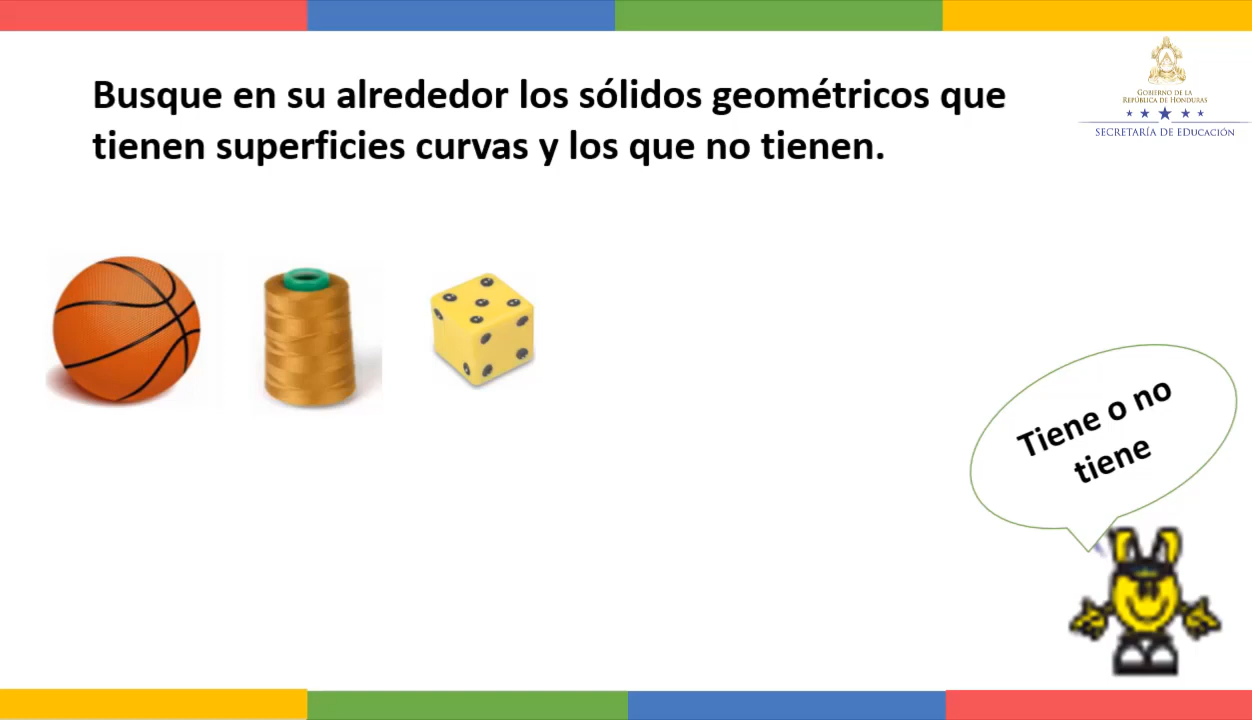 Busque en su alrededor los sólidos geométricos que
tienen superficies curvas y los que no tienen.
GOBIERNO DE LA
REPÚBLICA DE HONDURAS
SECRETARÍA DE EDUCACIÓN
Tiene o no
tiene